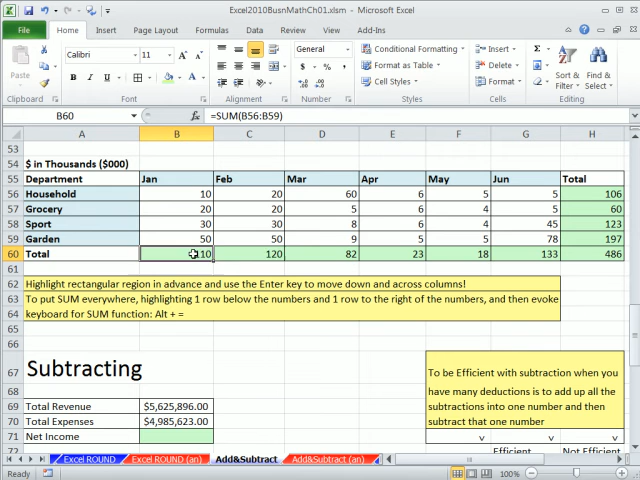 Excel2010BusnMathCh01.xlsm - Microsoft Excel
File Home Insert Page Layout Formulas Data Review View Add-Ins
Calibri 11 General Conditional Formatting Insert
Format as Table Delete
Paste Cell Styles Format Sort & Filter Find & Select
Clipboard Font Alignment Number Styles Cells Editing
B60 fx =SUM(B56:B59)
A B C D E F G H
53
54 $ in Thousands ($000)
55 Department Jan Feb Mar Apr May Jun Total
56 Household 10 20 60 6 5 5 106
57 Grocery 20 20 5 6 4 5 60
58 Sport 30 30 8 6 4 45 123
59 Garden 50 50 9 5 5 78 197
60 Total 110 120 82 23 18 133 486
61
62 Highlight rectangular region in advance and use the Enter key to move down and across columns!
63 To put SUM everywhere, highlighting 1 row below the numbers and 1 row to the right of the numbers, and then evoke
64 keyboard for SUM function: Alt + =
65
66
67 Subtracting To be Efficient with subtraction when you
68 have many deductions is to add up all the
69 Total Revenue $5,625,896.00 subtractions into one number and then
70 Total Expenses $4,985,623.00 subtract that one number
71 Net Income v v
Efficient Not Efficient
Excel ROUND Excel ROUND (an) Add&Subtract Add&Subtract (an)
Ready 100%